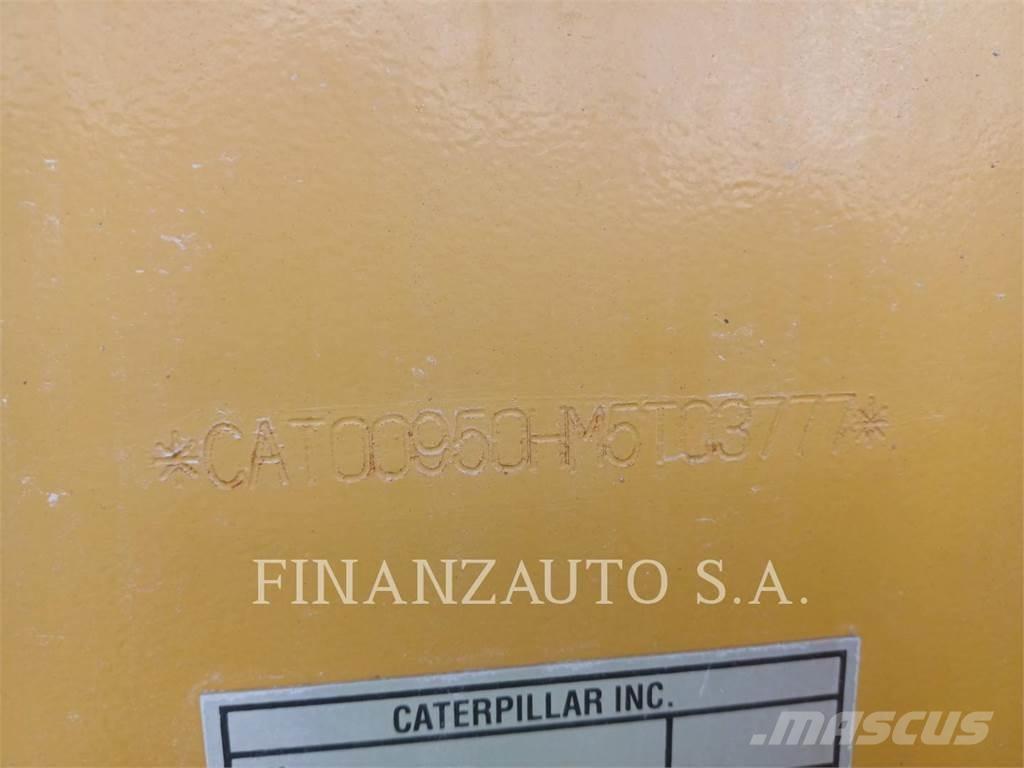 *CAT00950HM5T03777*
FINANZAUTO S.A.
CATERPILLAR INC.
MASCUS